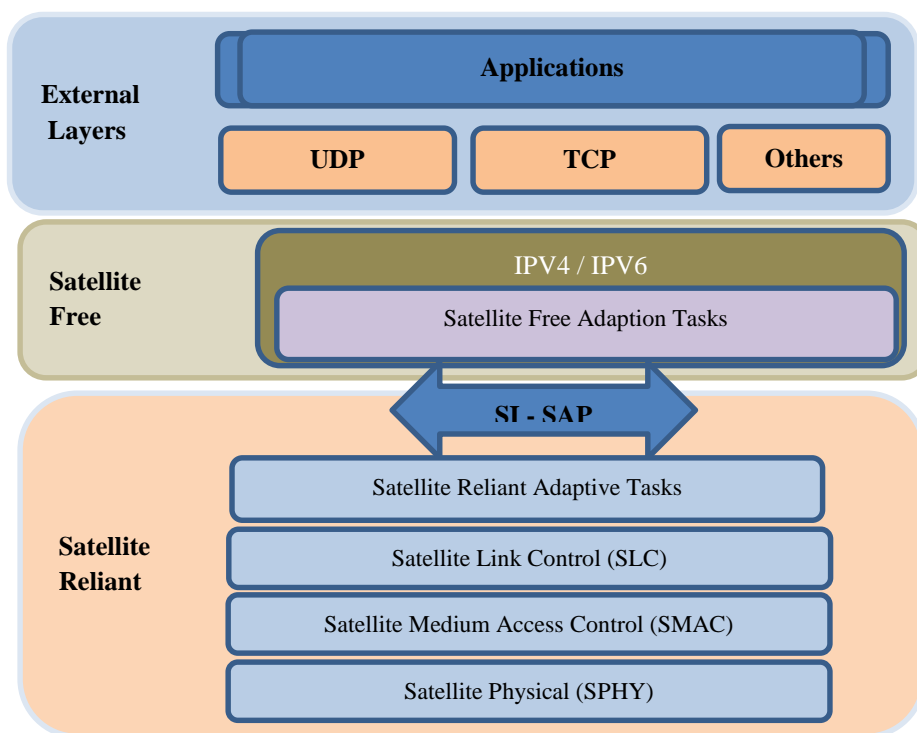 External
Layers
Applications
UDP
TCP
Others
Satellite
Free
IPV4 / IPV6
Satellite Free Adaption Tasks
SI - SAP
Satellite
Reliant
Satellite Reliant Adaptive Tasks
Satellite Link Control (SLC)
Satellite Medium Access Control (SMAC)
Satellite Physical (SPHY)